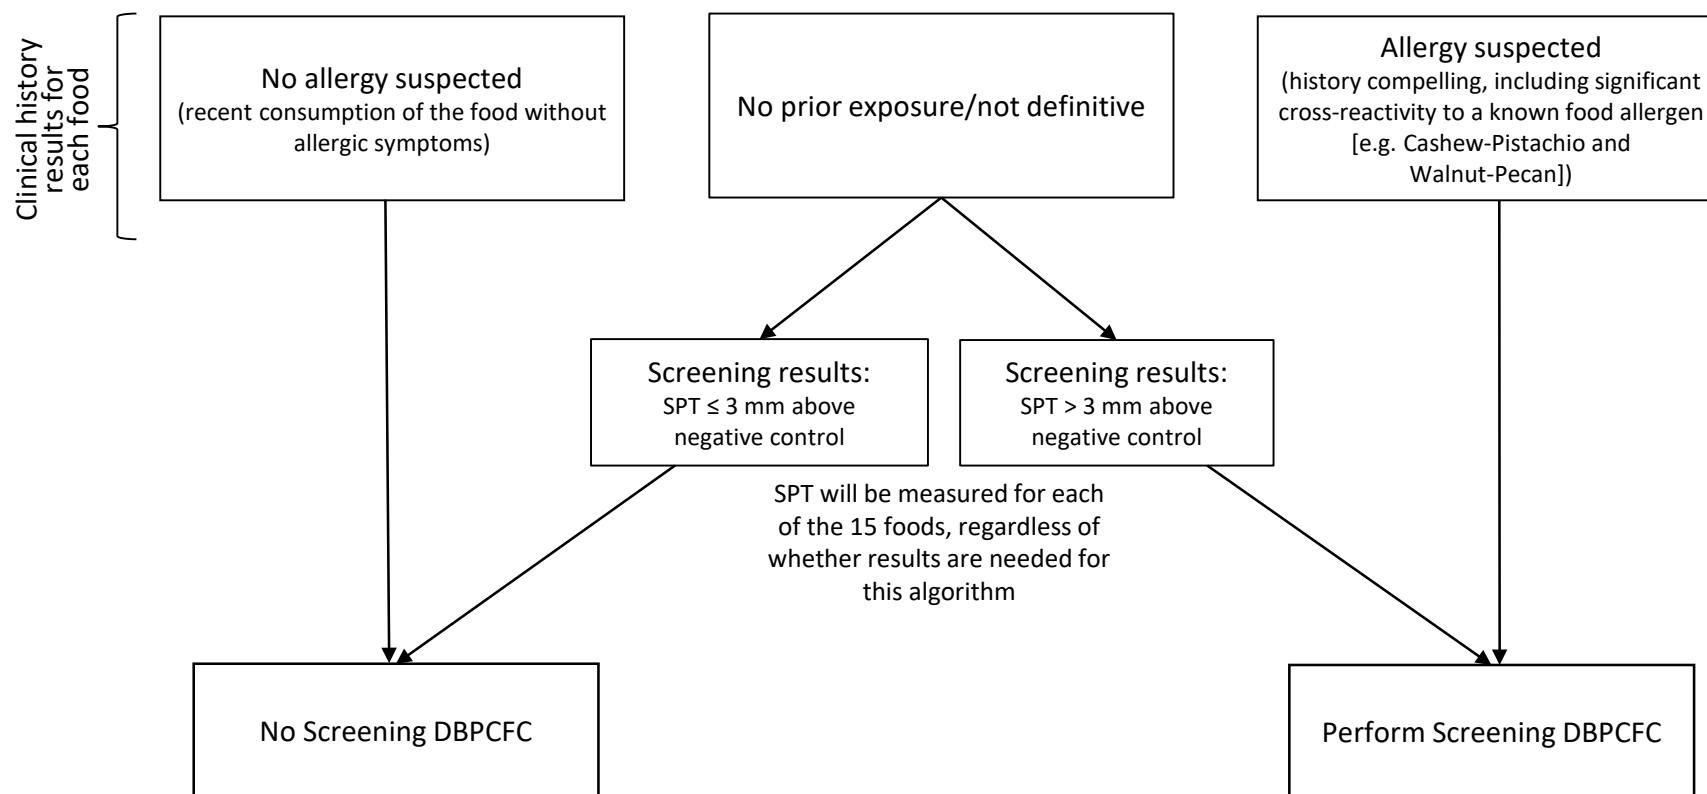 Clinical history
results for
each food
No allergy suspected
(recent consumption of the food without
allergic symptoms)
No prior exposure/not definitive
Allergy suspected
(history compelling, including significant
cross-reactivity to a known food allergen
[e.g. Cashew-Pistachio and
Walnut-Pecan])
Screening results:
SPT ≤ 3 mm above
negative control
Screening results:
SPT > 3 mm above
negative control
SPT will be measured for each
of the 15 foods, regardless of
whether results are needed for
this algorithm
No Screening DBPCFC
Perform Screening DBPCFC